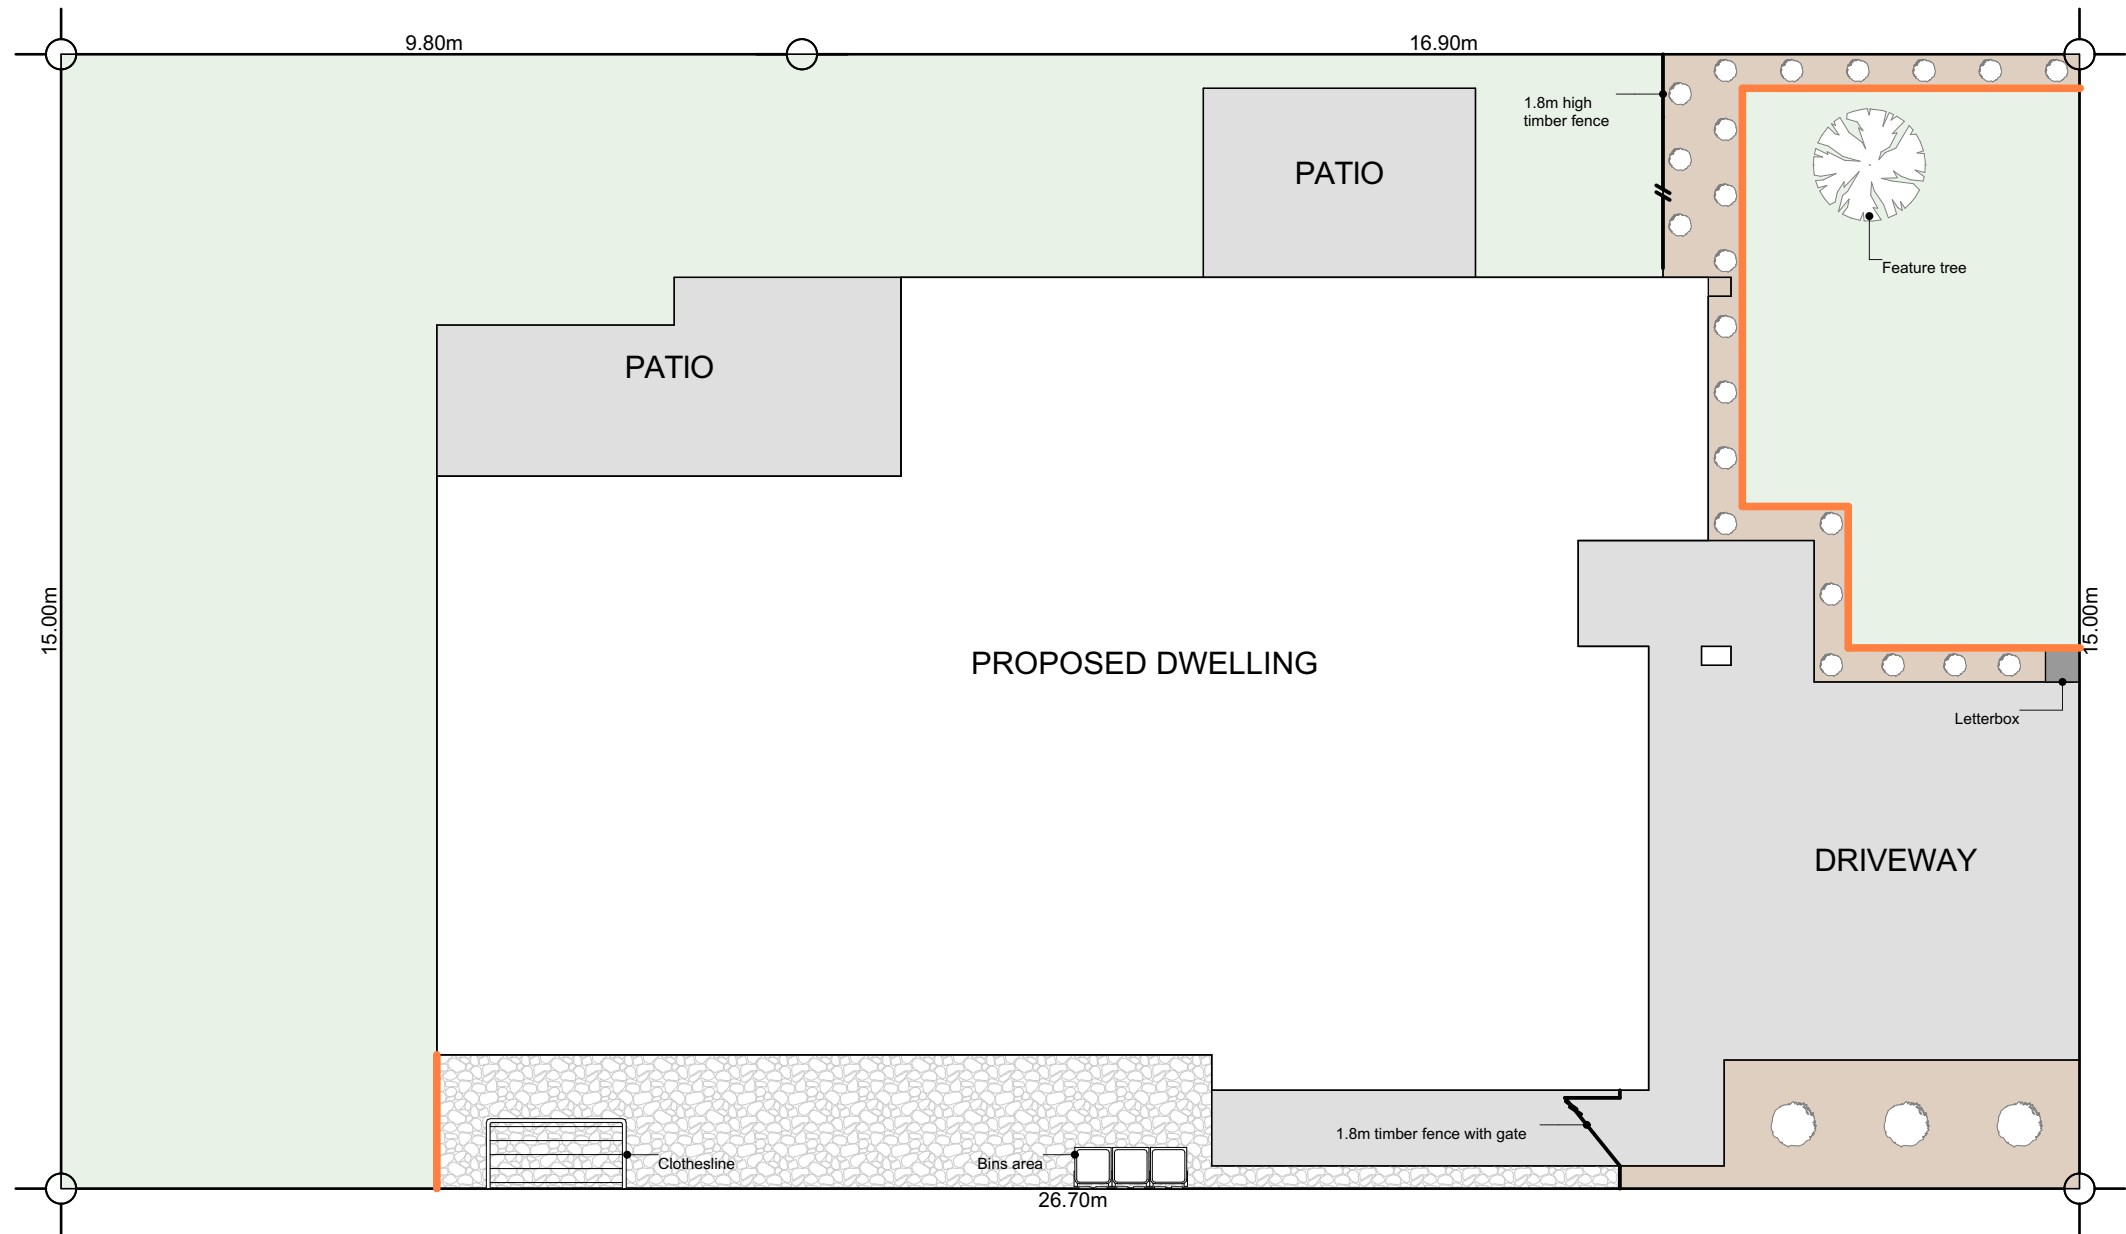 9.80m
16.90m
1.8m high
timber fence
PATIO
Feature tree
PATIO
15.00m
15.00m
PROPOSED DWELLING
Letterbox
DRIVEWAY
1.8m timber fence with gate
Clothesline
Bins area
26.70m